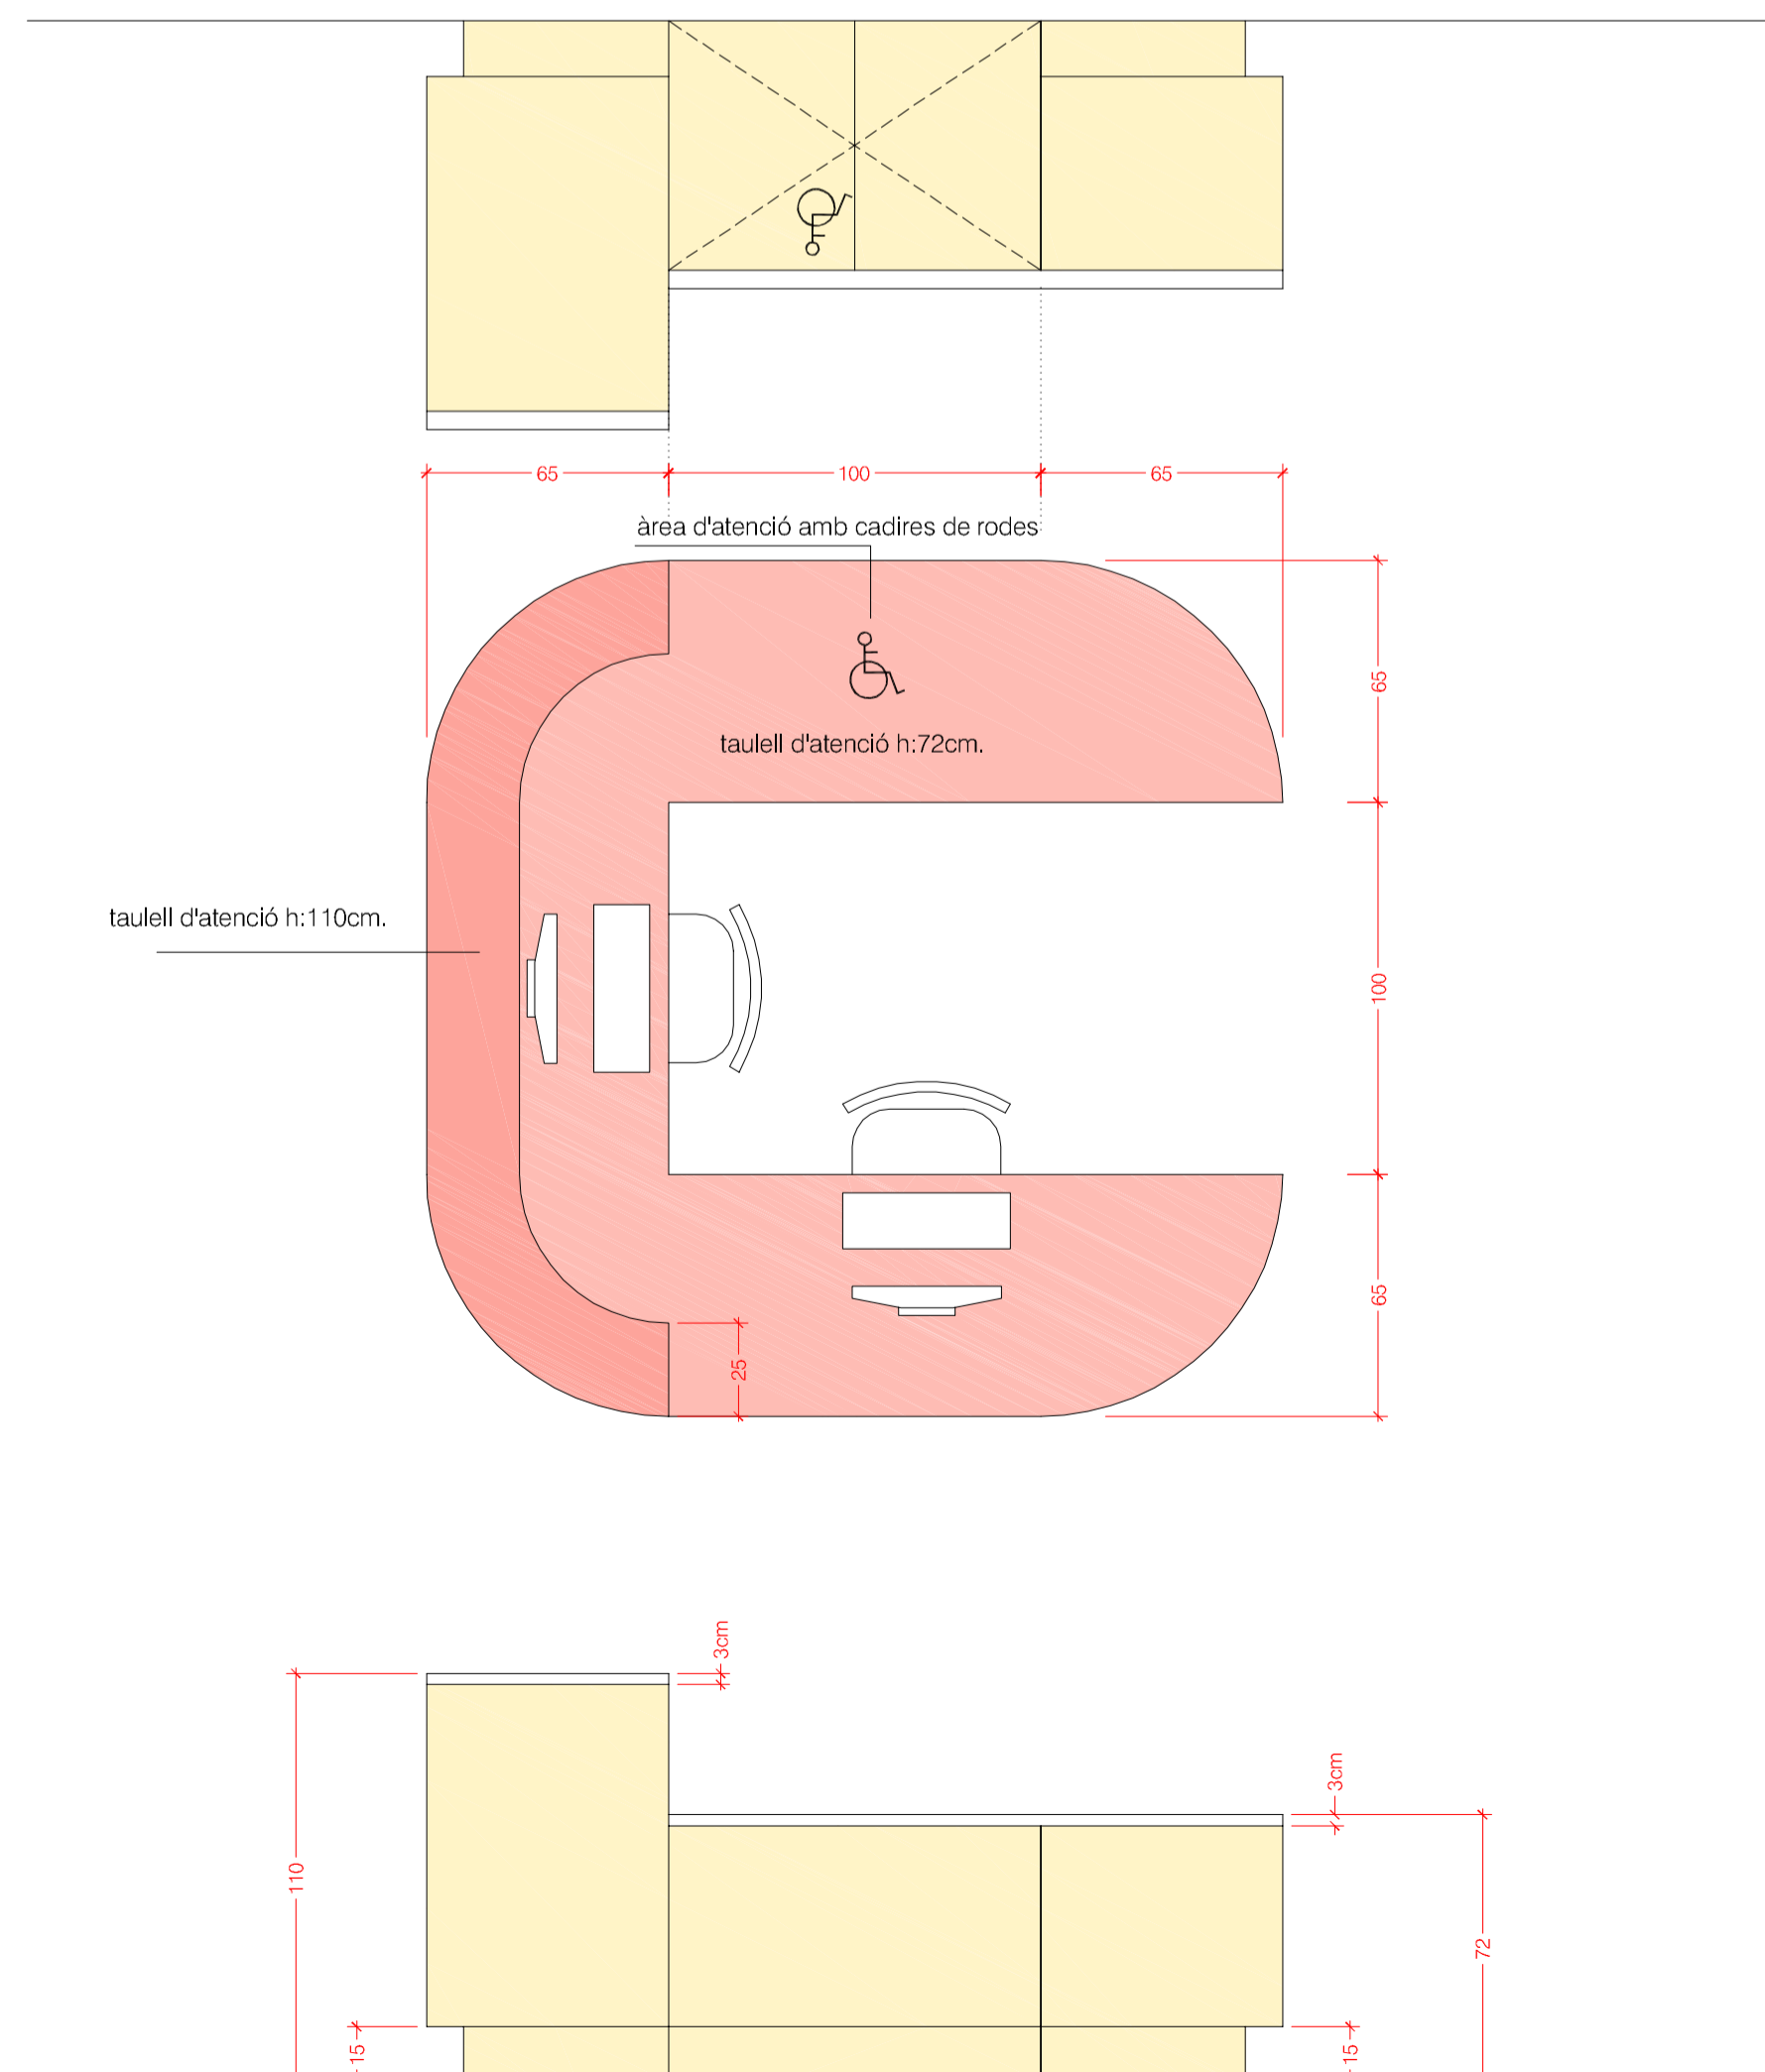 65
100
65
àrea d'atenció amb cadires de rodes
65
taulell d'atenció h:72cm.
taulell d'atenció h:110cm.
100
65
25
3cm
3cm
110
72
15
15